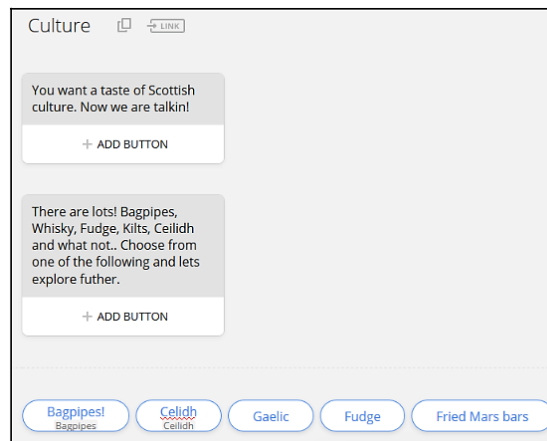 Culture LINK
You want a taste of Scottish
culture. Now we are talkin!
+ ADD BUTTON
There are lots! Bagpipes,
Whisky, Fudge, Kilts, Ceilidh
and what not.. Choose from
one of the following and lets
explore futher.
+ ADD BUTTON
Bagpipes! Celidh Gaelic Fudge Fried Mars bars
Bagpipes Ceilidh